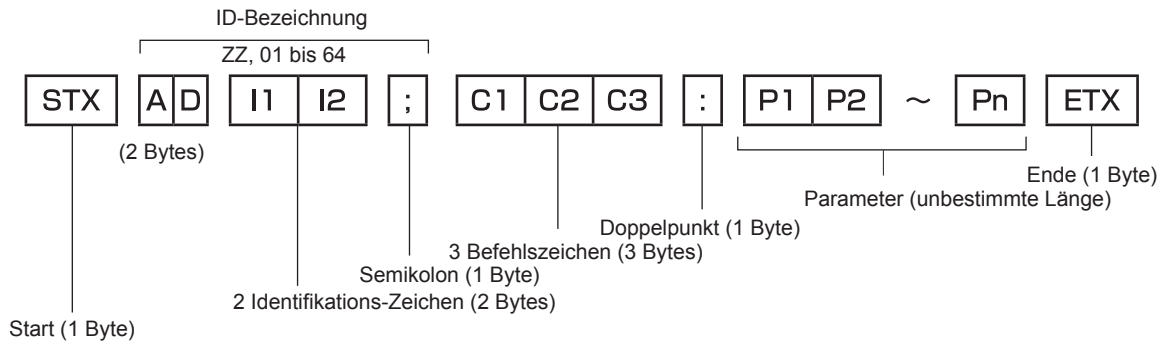 ID-Bezeichnung
ZZ, 01 bis 64
STX A D I1 I2 ; C1 C2 C3 : P1 P2 ~ Pn ETX
(2 Bytes)
Ende (1 Byte)
Parameter (unbestimmte Länge)
Doppelpunkt (1 Byte)
3 Befehlszeichen (3 Bytes)
Semikolon (1 Byte)
2 Identifikations-Zeichen (2 Bytes)
Start (1 Byte)